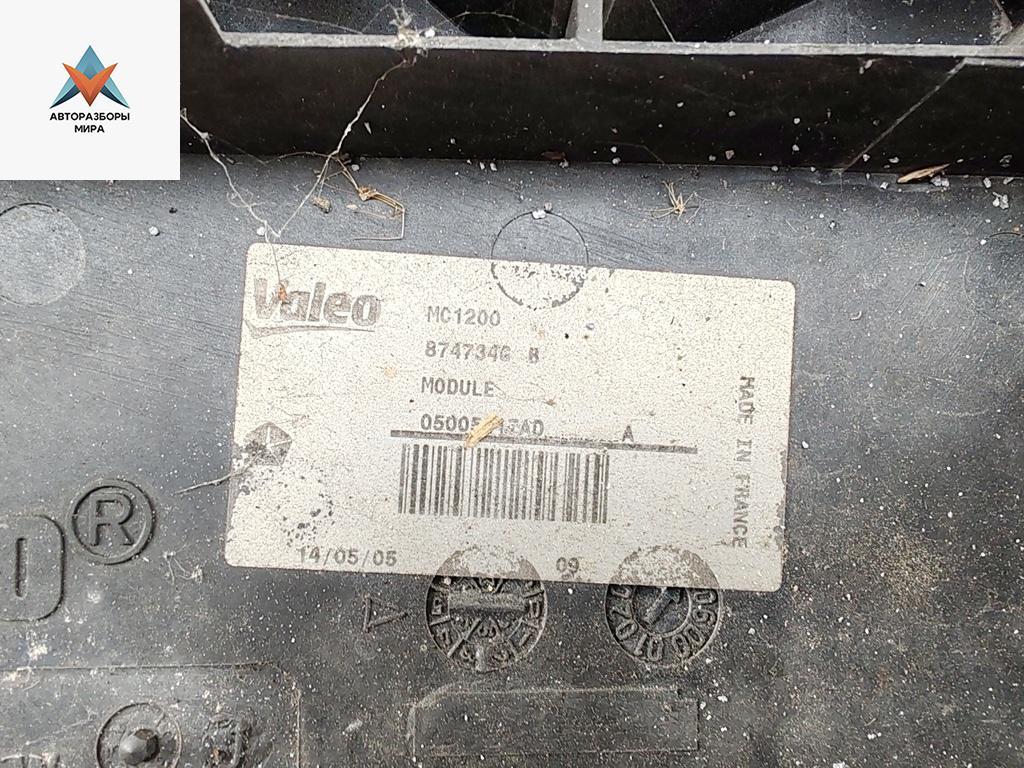 АВТОРАЗБОРЫ
МИРА
Valeo
MC1200
874734G B
MODULE
A
MADE IN FRANCE
14/05/05
09
®